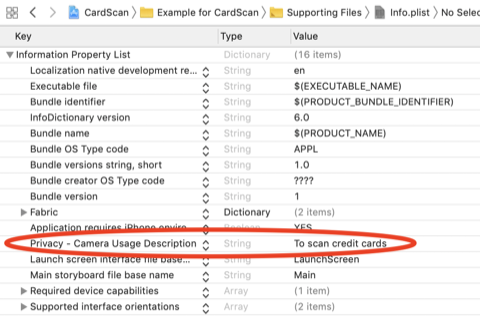 CardScan Example for CardScan Supporting Files Info.plist No Selec
Key Type Value
Information Property List Dictionary (16 items)
Localization native development re... String en
Executable file String $(EXECUTABLE_NAME)
Bundle identifier String $(PRODUCT_BUNDLE_IDENTIFIER)
InfoDictionary version String 6.0
Bundle name String $(PRODUCT_NAME)
Bundle OS Type code String APPL
Bundle versions string, short String 1.0
Bundle creator OS Type code String ????
Bundle version String 1
Fabric Dictionary (2 items)
Application requires iPhone enviro... Boolean YES
Privacy - Camera Usage Description String To scan credit cards
Launch screen interface file base... String LaunchScreen
Main storyboard file base name String Main
Required device capabilities Array (1 item)
Supported interface orientations Array (2 items)